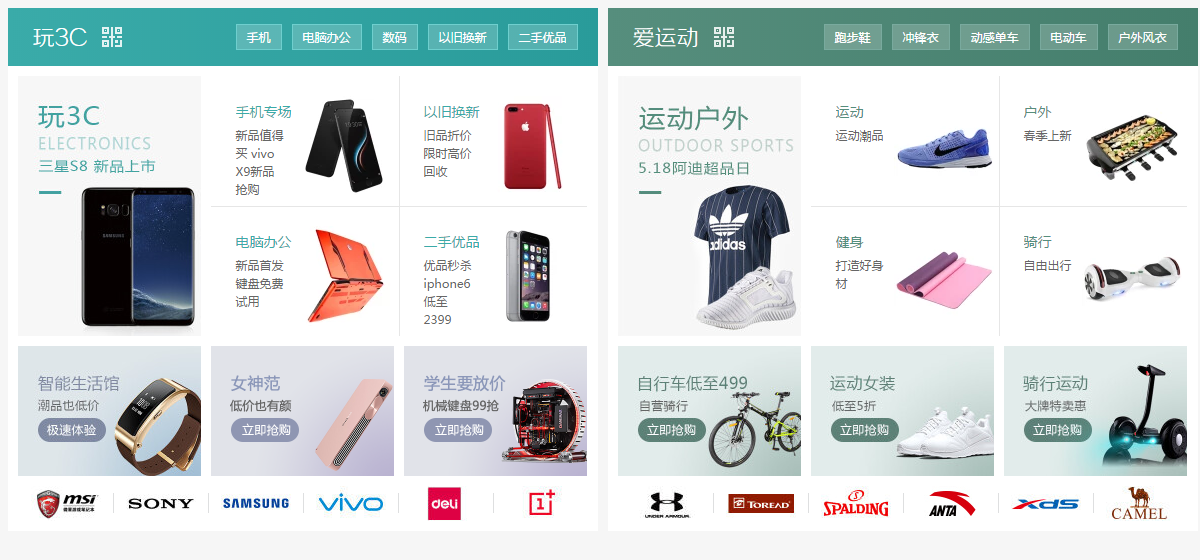 玩3C
手机
电脑办公
数码
以旧换新
二手优品
玩3C
ELECTRONICS
三星S8 新品上市
SAMSUNG
手机专场
新品值得
买 vivo
X9新品
抢购
以旧换新
旧品折价
限时高价
回收
电脑办公
新品首发
键盘免费
试用
二手优品
优品秒杀
iphone6
低至
2399
智能生活馆
潮品也低价
极速体验
女神范
低价也有颜
立即抢购
学生要放价
机械键盘99抢
立即抢购
msi
SONY
SAMSUNG
vivo
deli
1+
爱运动
跑步鞋
冲锋衣
动感单车
电动车
户外风衣
运动户外
OUTDOOR SPORTS
5.18阿迪超品日
adidas
运动
运动潮品
户外
春季上新
健身
打造好身
材
骑行
自由出行
自行车低至499
自营骑行
立即抢购
运动女装
低至5折
立即抢购
骑行运动
大牌特卖惠
立即抢购
UNDER ARMOUR
TOREAD
SPALDING
ANTA
XDS
CAMEL